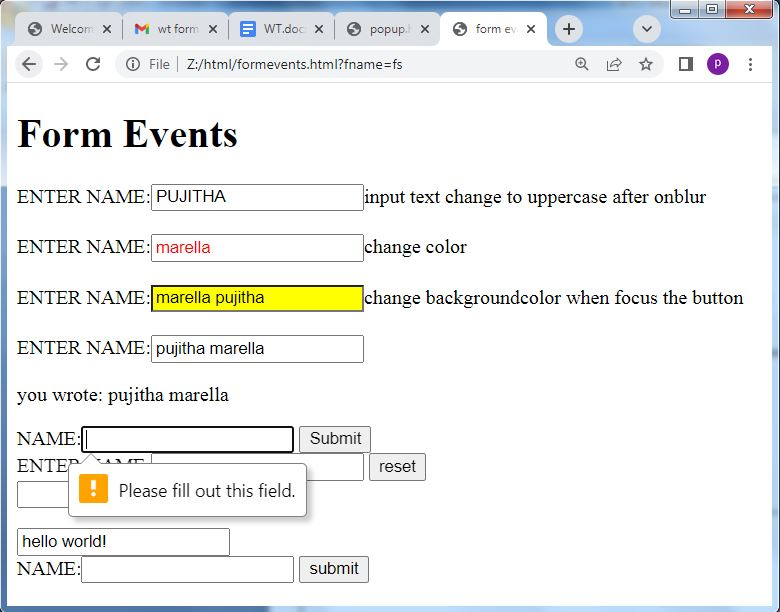 Welcom
wt form
WT.doc
popup.h
form ev
File
Z:/html/formevents.html?fname=fs
p
Form Events
ENTER NAME: PUJITHA input text change to uppercase after onblur
ENTER NAME: marella change color
ENTER NAME: marella pujitha change backgroundcolor when focus the button
ENTER NAME: pujitha marella
you wrote: pujitha marella
NAME: Submit
ENTER NAME: reset
Please fill out this field.
hello world!
NAME: submit